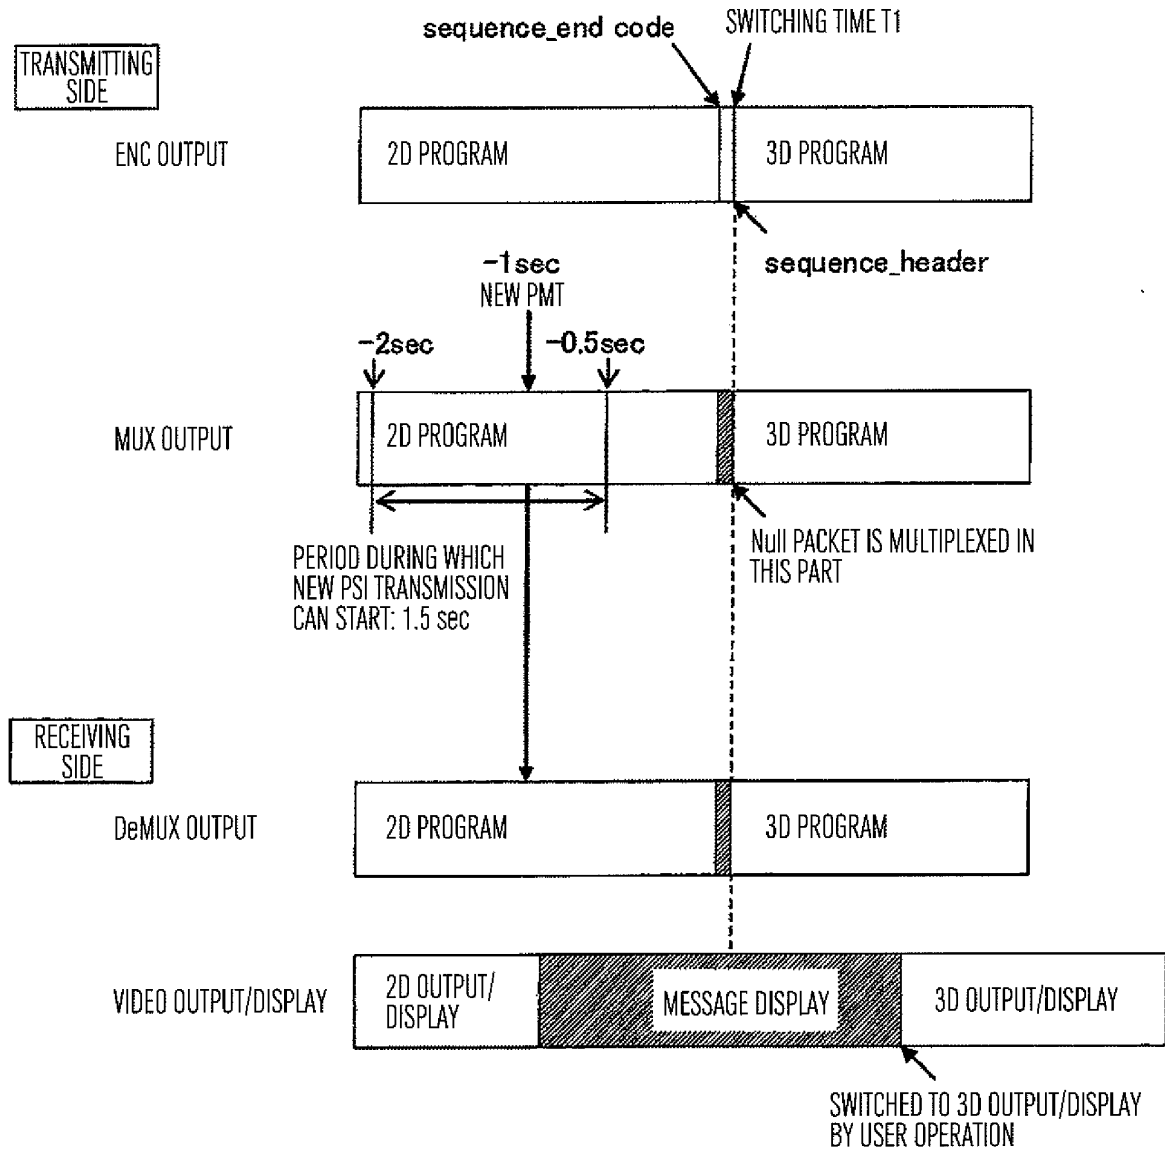 sequence_end code
SWITCHING TIME T1
TRANSMITTING
SIDE
ENC OUTPUT
2D PROGRAM
3D PROGRAM
sequence_header
-1sec
NEW PMT
-2sec
-0.5sec
MUX OUTPUT
2D PROGRAM
3D PROGRAM
PERIOD DURING WHICH
NEW PSI TRANSMISSION
CAN START: 1.5 sec
Null PACKET IS MULTIPLEXED IN
THIS PART
RECEIVING
SIDE
DeMUX OUTPUT
2D PROGRAM
3D PROGRAM
VIDEO OUTPUT/DISPLAY
2D OUTPUT/
DISPLAY
MESSAGE DISPLAY
3D OUTPUT/DISPLAY
SWITCHED TO 3D OUTPUT/DISPLAY
BY USER OPERATION